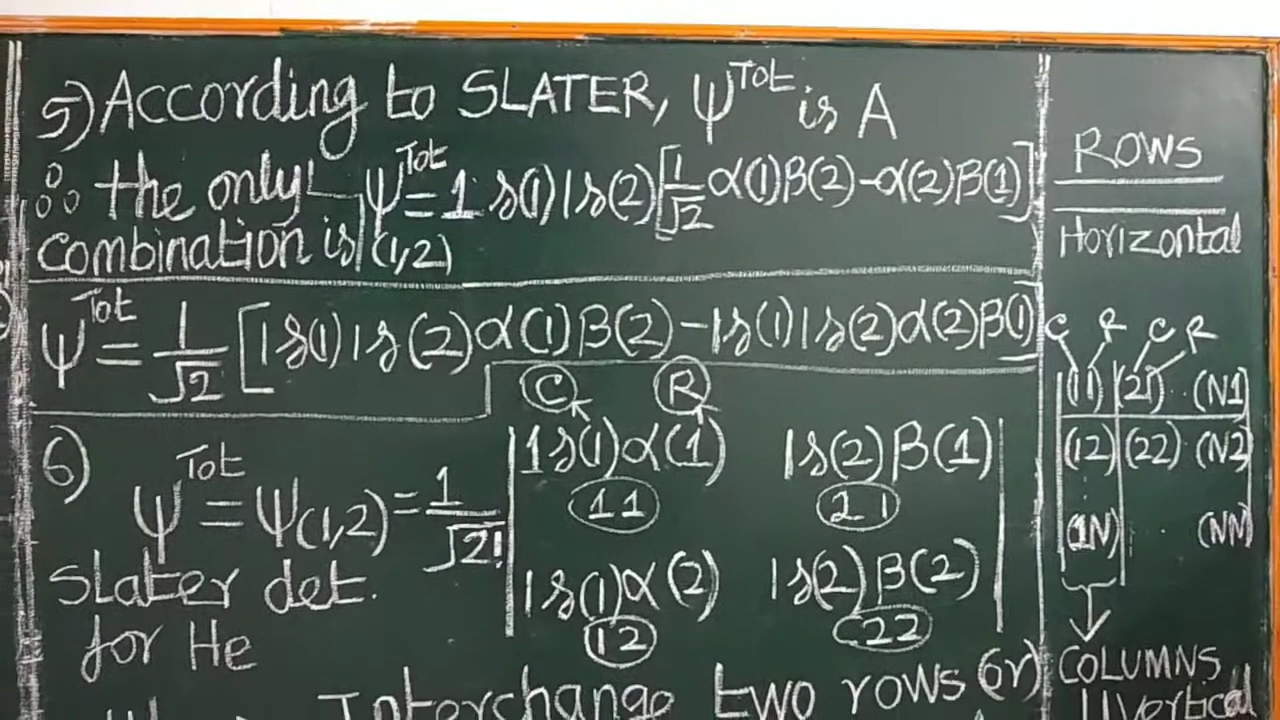 5) According to SLATER, Ψ^Tot is A
∴ the only combination is Ψ^Tot (1,2) = 1s(1)1s(2)[1/√2 α(1)β(2)-α(2)β(1)]
Ψ^Tot = 1/√2 [1s(1)1s(2)α(1)β(2)-1s(1)1s(2)α(2)β(1)
C R
6) Ψ^Tot = Ψ(1,2) = 1/√2! | 1s(1)α(1) 1s(2)β(1) |
11 21
1s(1)α(2) 1s(2)β(2)
12 22
Slater det.
for He
Interchange two rows (or)
ROWS
Horizontal
C R C R
(11) (21) .. (N1)
(12) (22) (N2)
(1N) . (NN)
COLUMNS
Vertical